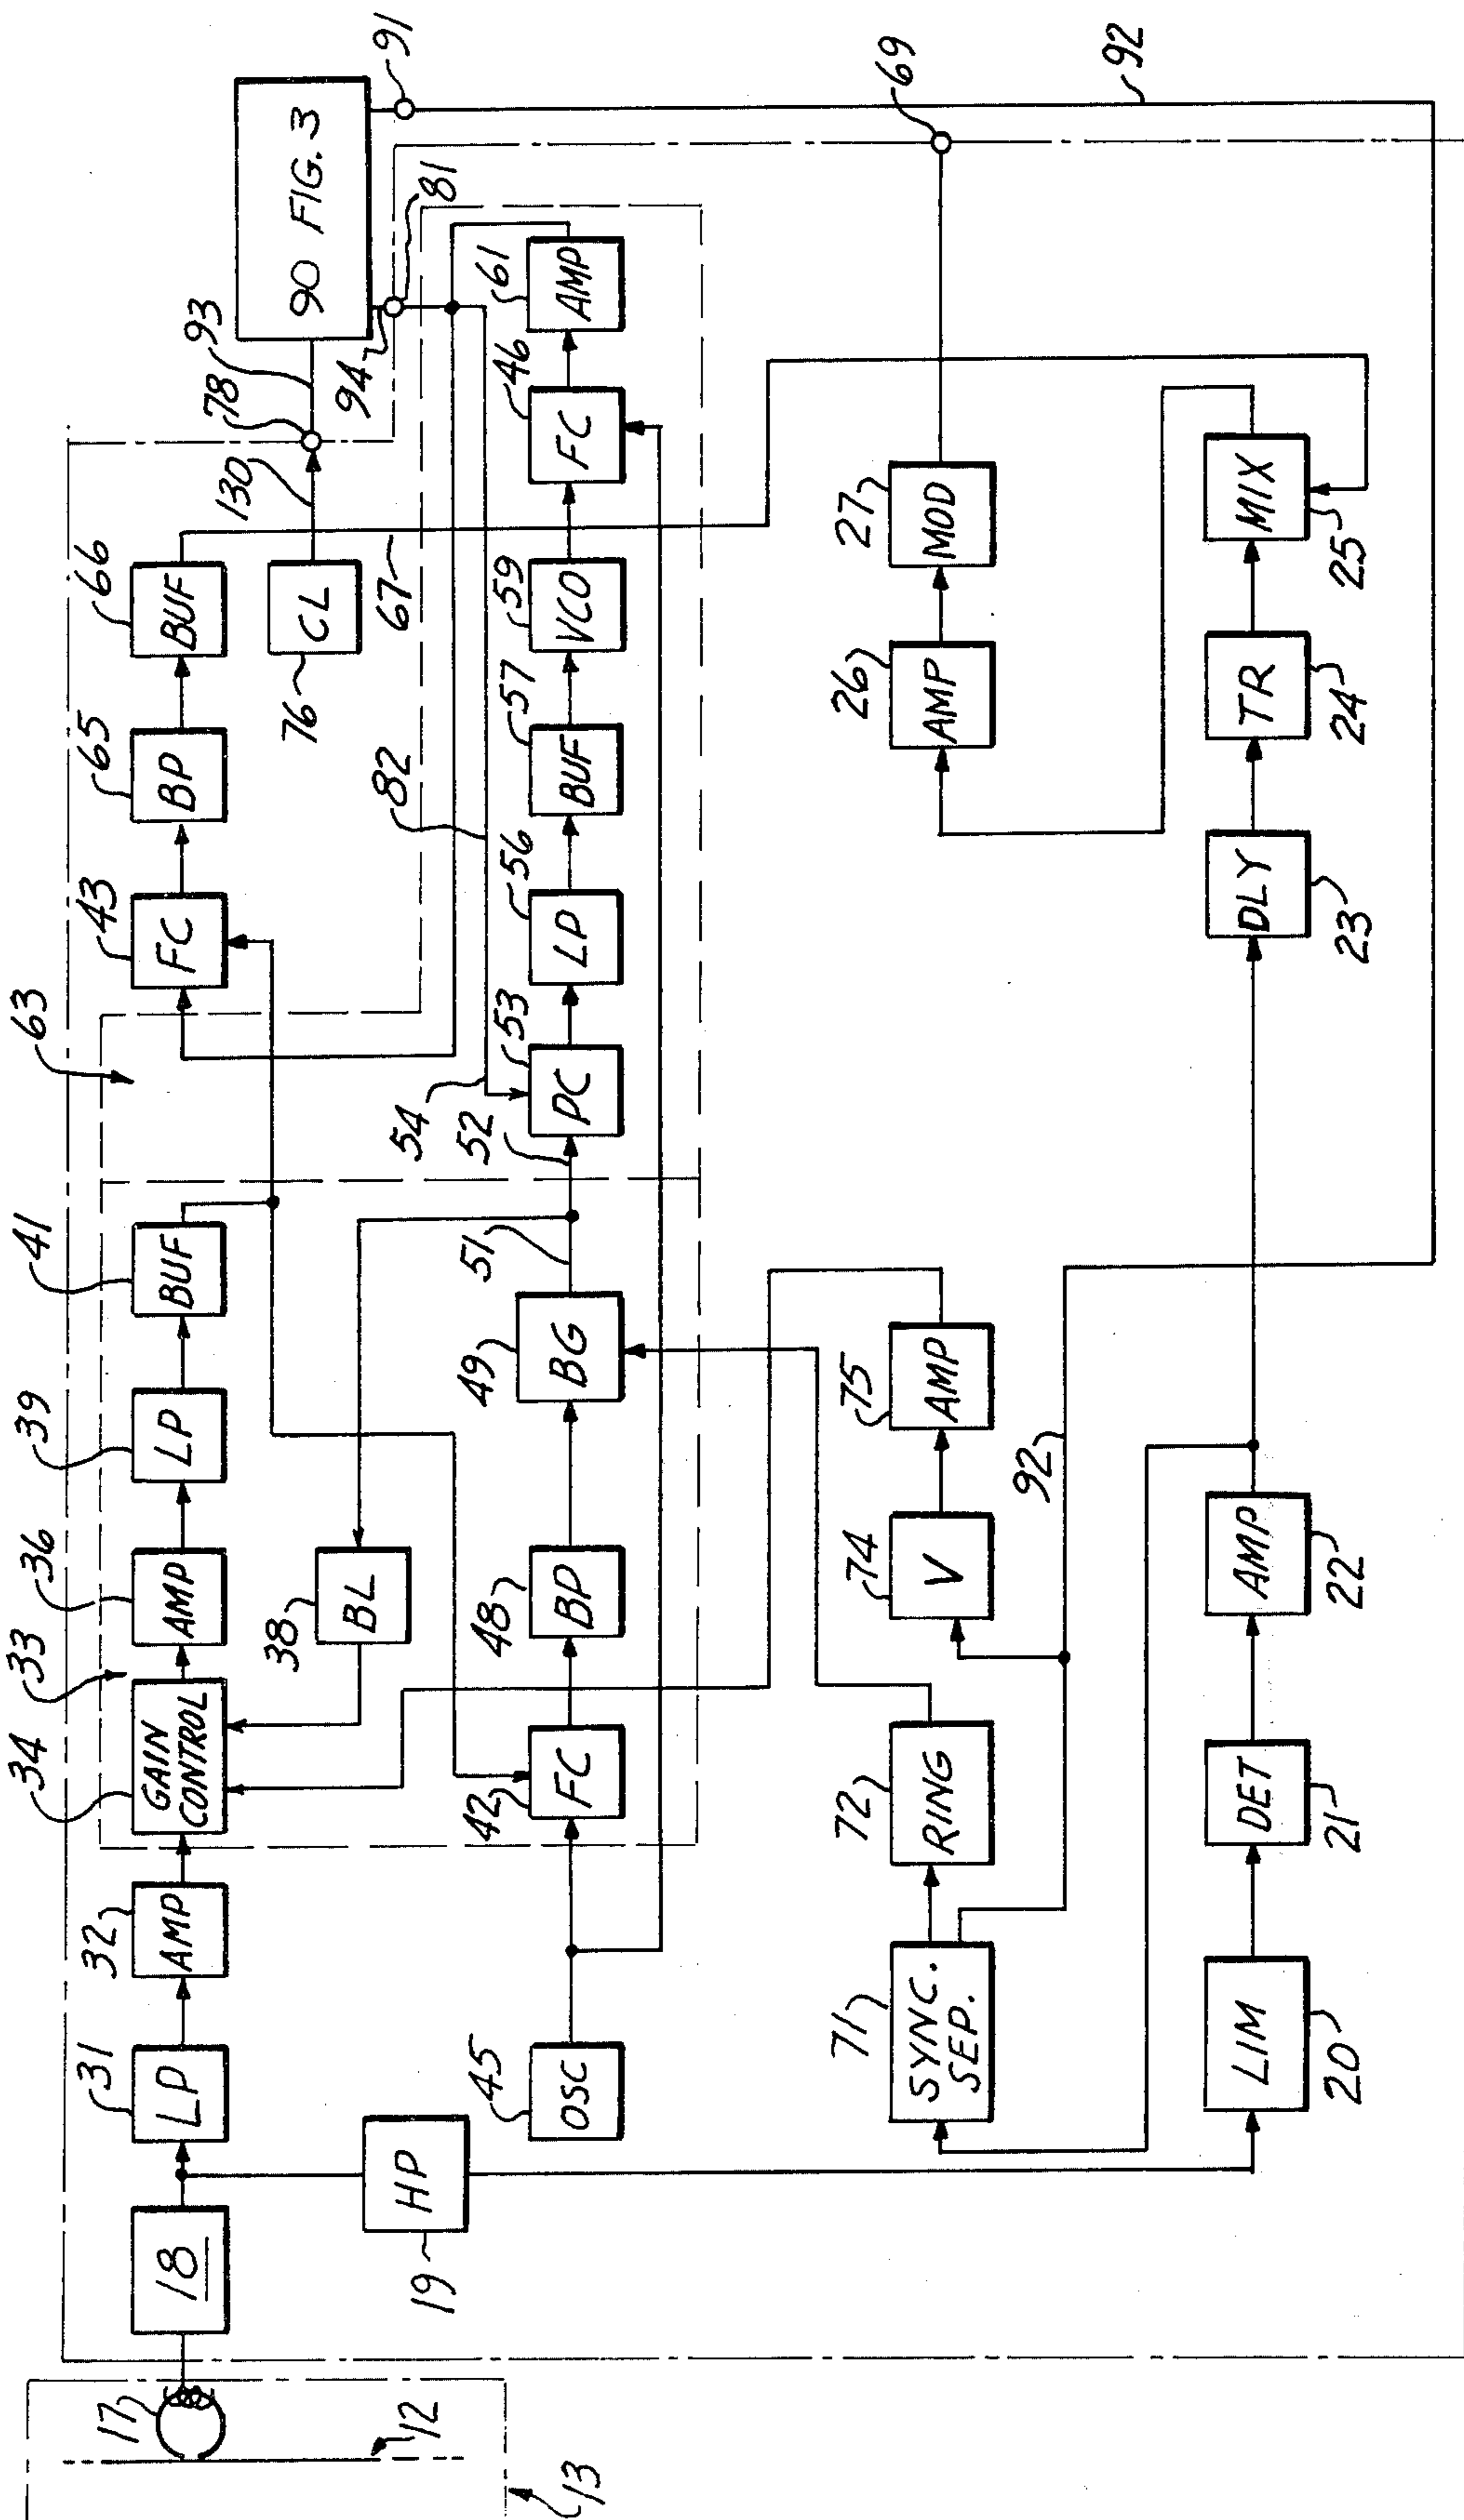 17
12
13
18
31
LP
32
AMP
34
GAIN
CONTROL
33
36
AMP
39
LP
41
BUF
63
43
FC
65
BP
66
BUF
78
93
90 FIG. 3
91
19
HP
38
BL
76
CL
130
94
81
67
82
45
OSC
42
FC
48
BP
49
BG
51
52
54
PC
53
LP
56
BUF
57
VCO
59
FC
46
AMP
61
71
SYNC.
SEP.
72
RING
74
V
75
AMP
26
AMP
27
MOD
69
92
92
LIM
20
DET
21
AMP
22
DLY
23
TR
24
MIX
25